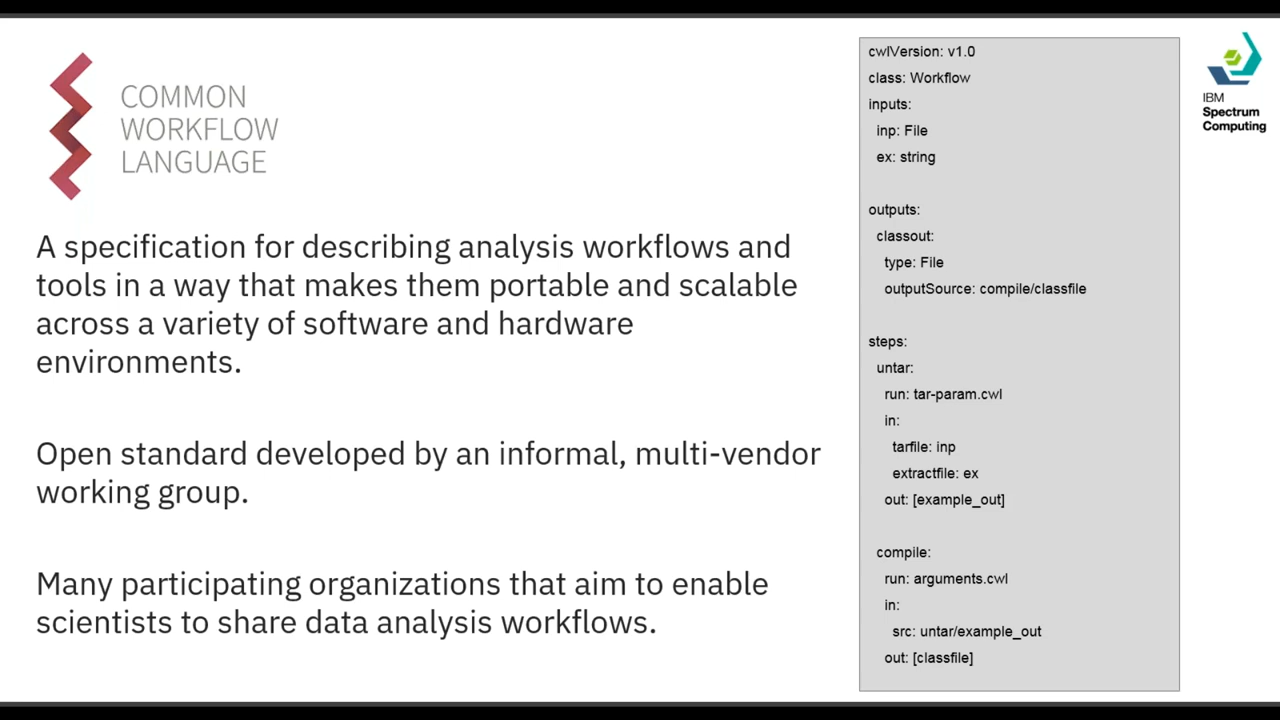 COMMON
WORKFLOW
LANGUAGE
A specification for describing analysis workflows and
tools in a way that makes them portable and scalable
across a variety of software and hardware
environments.
Open standard developed by an informal, multi-vendor
working group.
Many participating organizations that aim to enable
scientists to share data analysis workflows.
cwlVersion: v1.0
class: Workflow
inputs:
  inp: File
  ex: string

outputs:
  classout:
    type: File
    outputSource: compile/classfile

steps:
  untar:
    run: tar-param.cwl
    in:
      tarfile: inp
      extractfile: ex
    out: [example_out]

  compile:
    run: arguments.cwl
    in:
      src: untar/example_out
    out: [classfile]
IBM
Spectrum
Computing